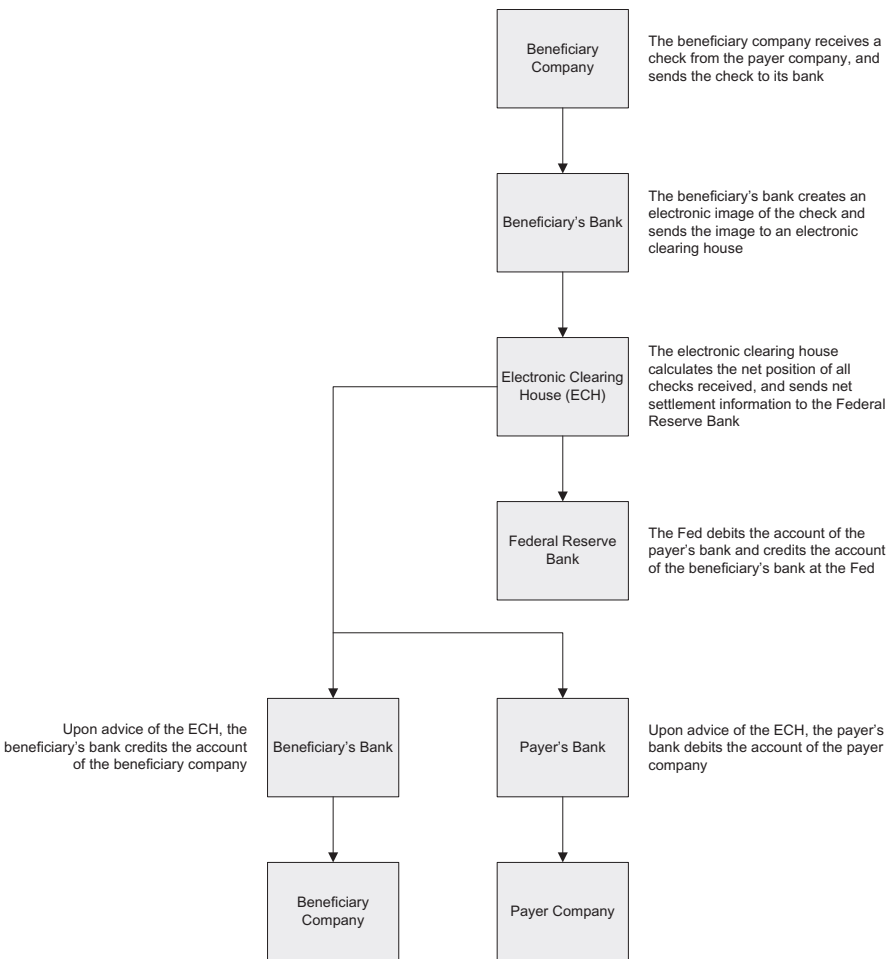 Beneficiary
Company
The beneficiary company receives a
check from the payer company, and
sends the check to its bank
Beneficiary’s Bank
The beneficiary’s bank creates an
electronic image of the check and
sends the image to an electronic
clearing house
Electronic Clearing
House (ECH)
The electronic clearing house
calculates the net position of all
checks received, and sends net
settlement information to the Federal
Reserve Bank
Federal Reserve
Bank
The Fed debits the account of the
payer’s bank and credits the account
of the beneficiary’s bank at the Fed
Upon advice of the ECH, the
beneficiary’s bank credits the account
of the beneficiary company
Beneficiary’s Bank
Payer’s Bank
Upon advice of the ECH, the payer’s
bank debits the account of the payer
company
Beneficiary
Company
Payer Company